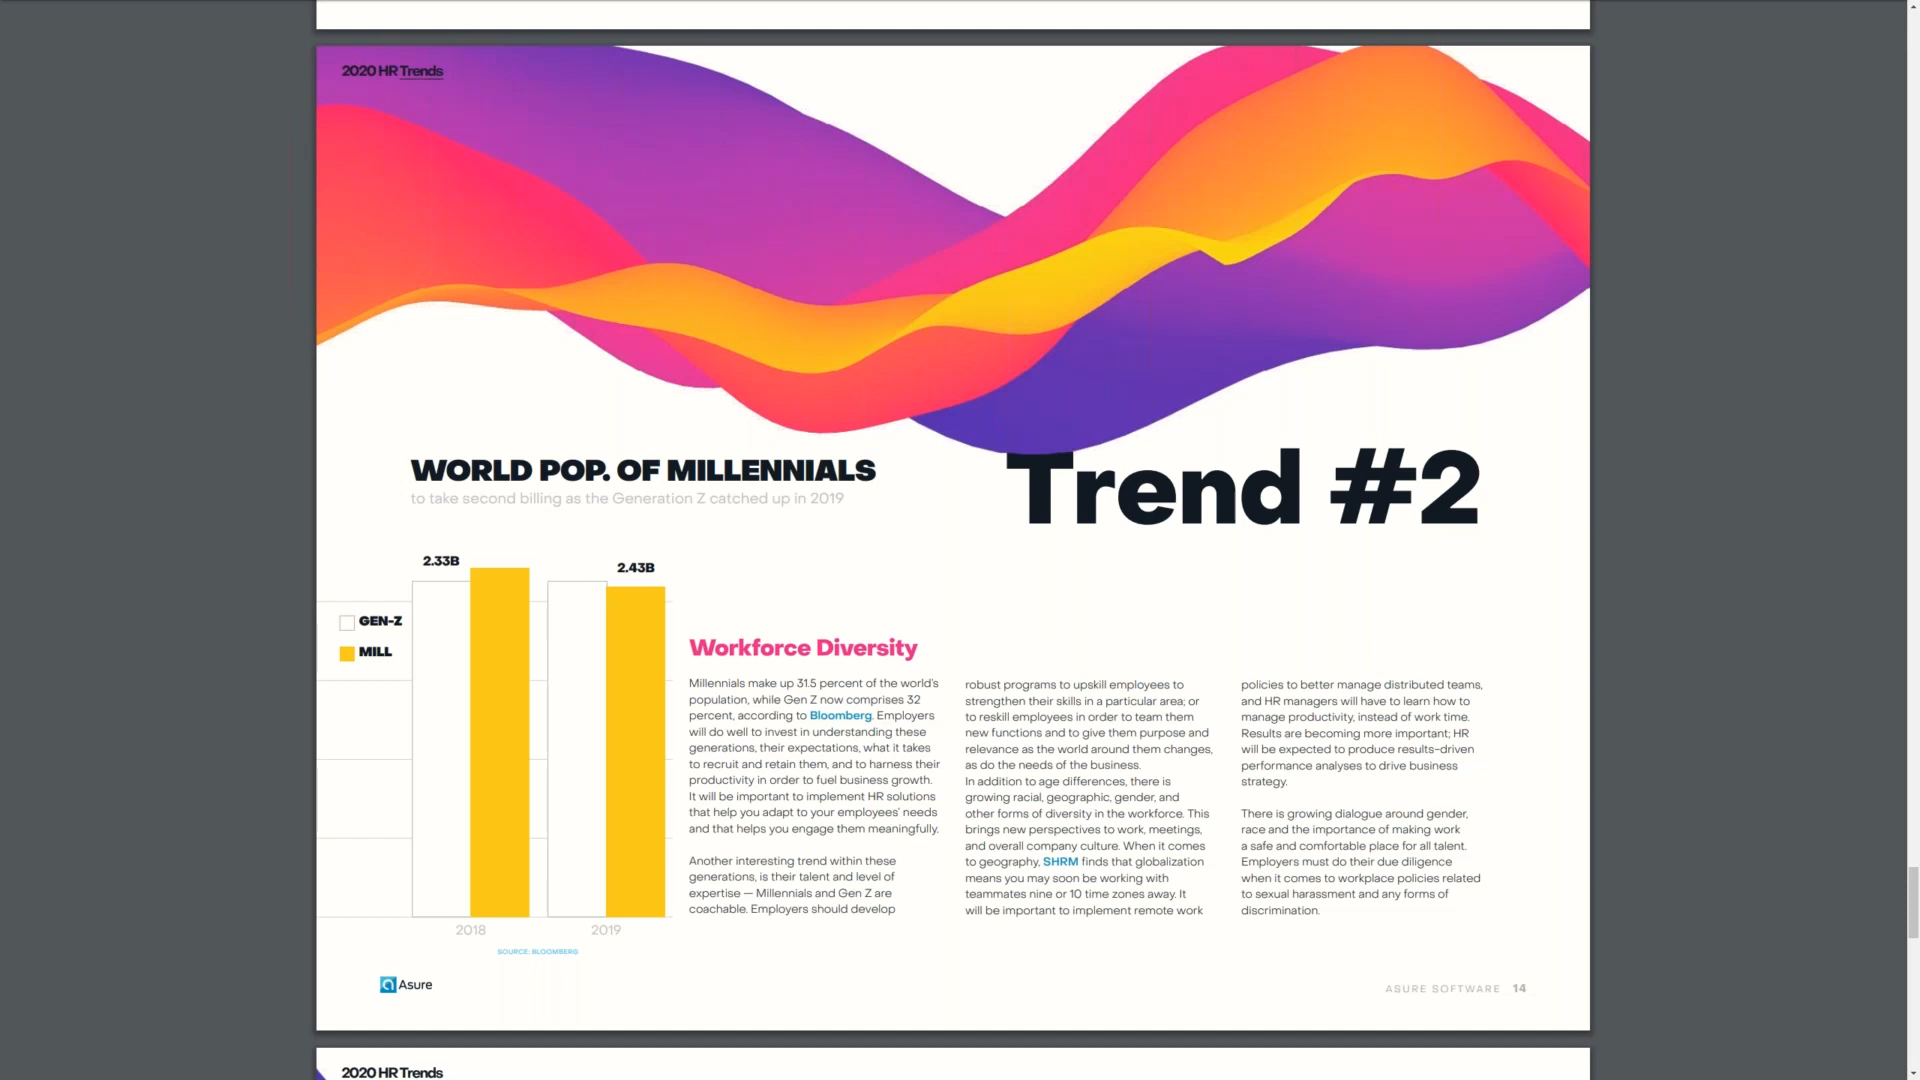 2020 HR Trends
WORLD POP. OF MILLENNIALS
to take second billing as the Generation Z catched up in 2019
Trend #2
2.33B
2.43B
GEN-Z
MILL
2018
2019
SOURCE: BLOOMBERG
Workforce Diversity
Millennials make up 31.5 percent of the world's
population, while Gen Z now comprises 32
percent, according to Bloomberg. Employers
will do well to invest in understanding these
generations, their expectations, what it takes
to recruit and retain them, and to harness their
productivity in order to fuel business growth.
It will be important to implement HR solutions
that help you adapt to your employees' needs
and that helps you engage them meaningfully.
Another interesting trend within these
generations, is their talent and level of
expertise — Millennials and Gen Z are
coachable. Employers should develop
robust programs to upskill employees to
strengthen their skills in a particular area; or
to reskill employees in order to team them
new functions and to give them purpose and
relevance as the world around them changes,
as do the needs of the business.
In addition to age differences, there is
growing racial, geographic, gender, and
other forms of diversity in the workforce. This
brings new perspectives to work, meetings,
and overall company culture. When it comes
to geography, SHRM finds that globalization
means you may soon be working with
teammates nine or 10 time zones away. It
will be important to implement remote work
policies to better manage distributed teams,
and HR managers will have to learn how to
manage productivity, instead of work time.
Results are becoming more important; HR
will be expected to produce results-driven
performance analyses to drive business
strategy.
There is growing dialogue around gender,
race and the importance of making work
a safe and comfortable place for all talent.
Employers must do their due diligence
when it comes to workplace policies related
to sexual harassment and any forms of
discrimination.
Asure
ASURE SOFTWARE 14
2020 HR Trends